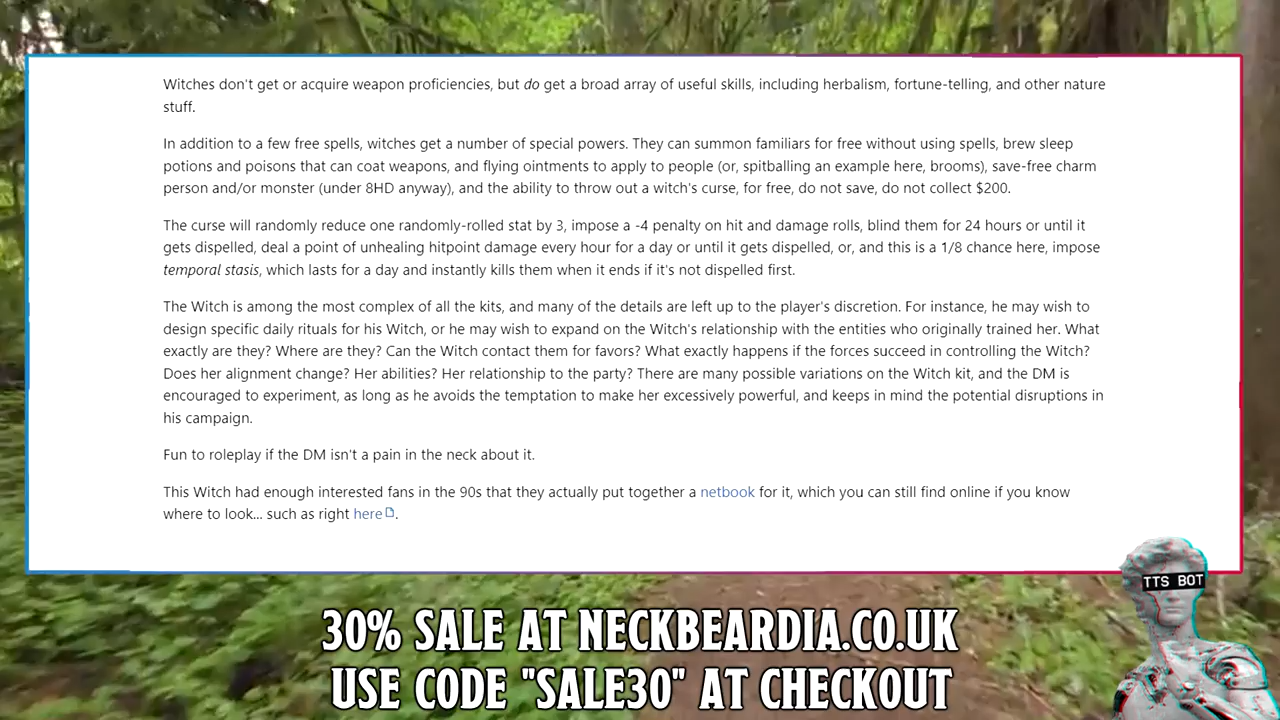 Witches don't get or acquire weapon proficiencies, but do get a broad array of useful skills, including herbalism, fortune-telling, and other nature
stuff.
In addition to a few free spells, witches get a number of special powers. They can summon familiars for free without using spells, brew sleep
potions and poisons that can coat weapons, and flying ointments to apply to people (or, spitballing an example here, brooms), save-free charm
person and/or monster (under 8HD anyway), and the ability to throw out a witch's curse, for free, do not save, do not collect $200.
The curse will randomly reduce one randomly-rolled stat by 3, impose a -4 penalty on hit and damage rolls, blind them for 24 hours or until it
gets dispelled, deal a point of unhealing hitpoint damage every hour for a day or until it gets dispelled, or, and this is a 1/8 chance here, impose
temporal stasis, which lasts for a day and instantly kills them when it ends if it's not dispelled first.
The Witch is among the most complex of all the kits, and many of the details are left up to the player's discretion. For instance, he may wish to
design specific daily rituals for his Witch, or he may wish to expand on the Witch's relationship with the entities who originally trained her. What
exactly are they? Where are they? Can the Witch contact them for favors? What exactly happens if the forces succeed in controlling the Witch?
Does her alignment change? Her abilities? Her relationship to the party? There are many possible variations on the Witch kit, and the DM is
encouraged to experiment, as long as he avoids the temptation to make her excessively powerful, and keeps in mind the potential disruptions in
his campaign.
Fun to roleplay if the DM isn't a pain in the neck about it.
This Witch had enough interested fans in the 90s that they actually put together a netbook for it, which you can still find online if you know
where to look... such as right here.
TTS BOT
30% SALE AT NECKBEARDIA.CO.UK
USE CODE "SALE30" AT CHECKOUT